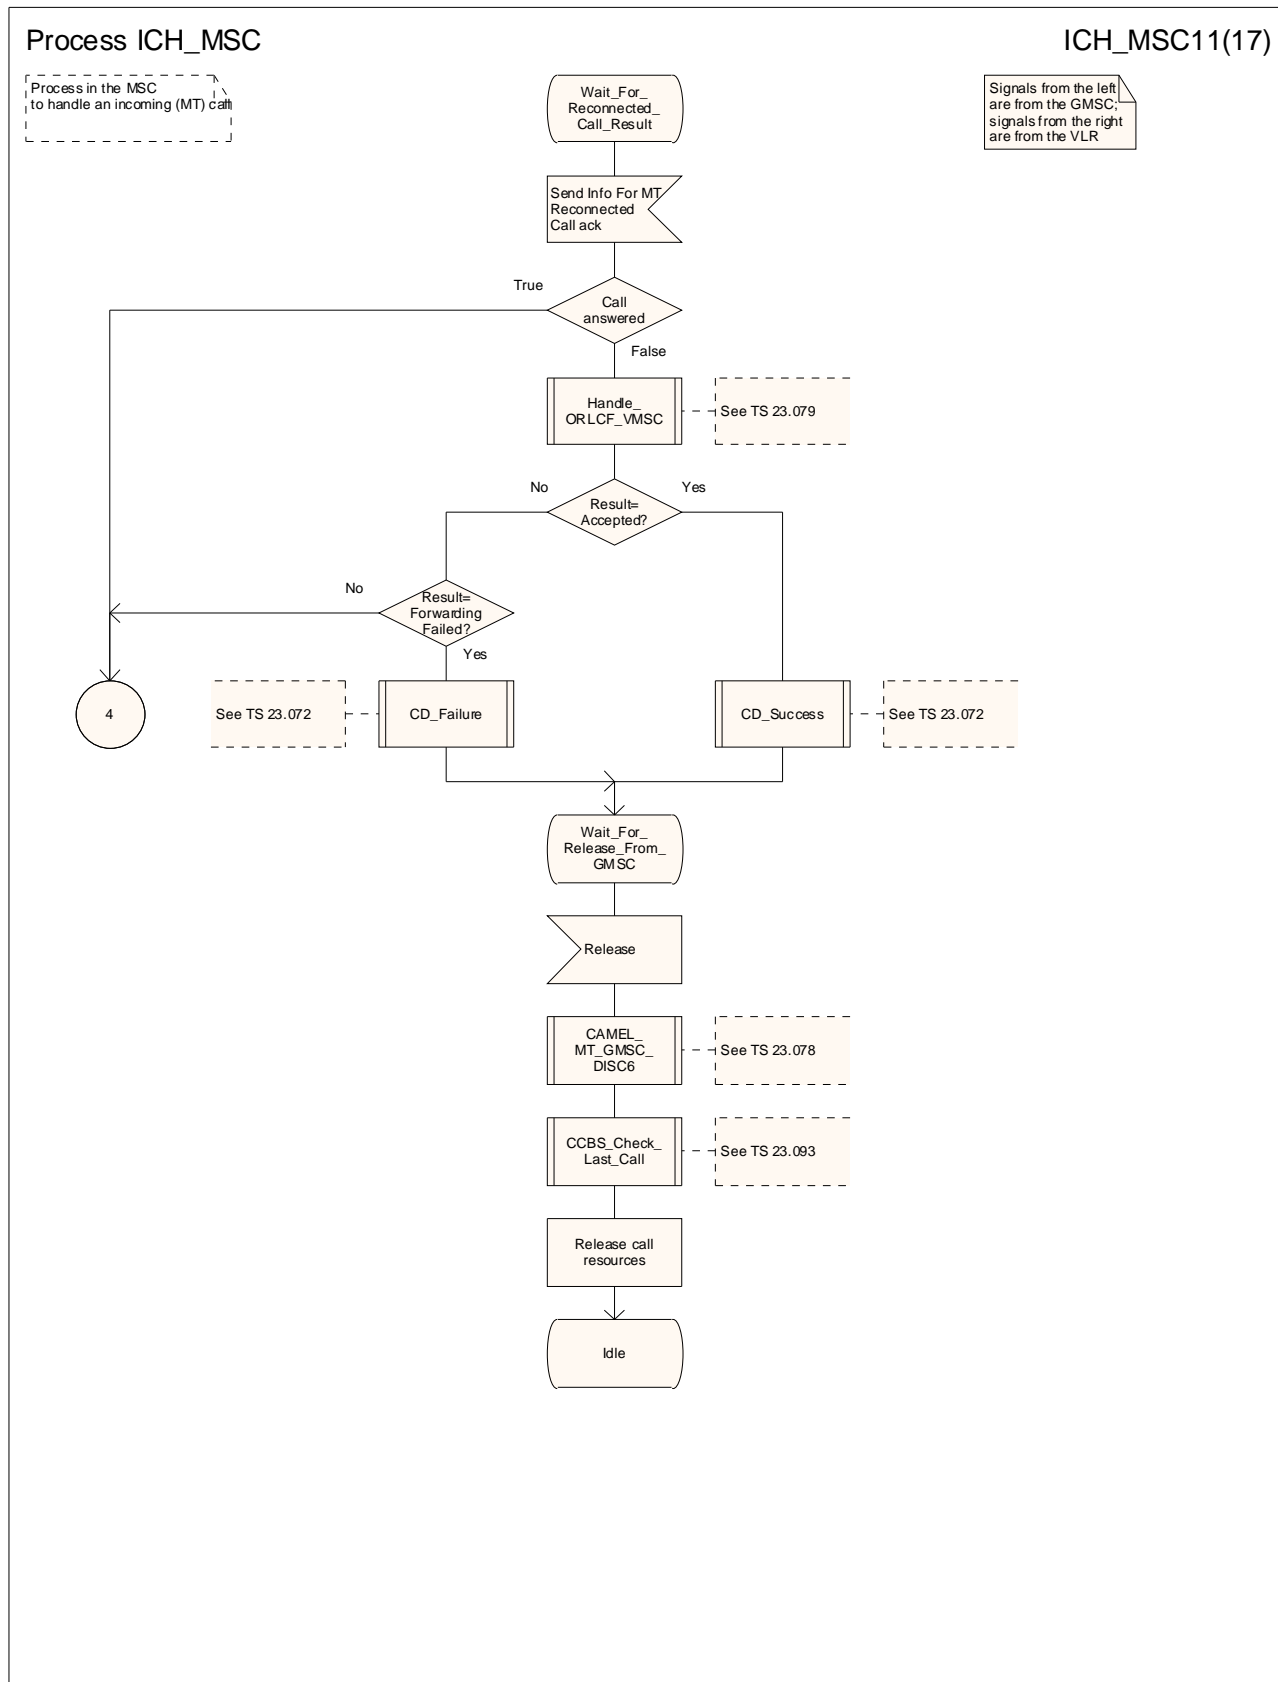 Process ICH_MSC
ICH_MSC11(17)
Process in the MSC
to handle an incoming (MT) call
Signals from the left
are from the GMSC;
signals from the right
are from the VLR
Wait_For_
Reconnected_
Call_Result
Send Info For MT
Reconnected
Call ack
True
Call
answered
False
Handle_
ORLCF_VMSC
See TS 23.079
No
Yes
Result=
Accepted?
No
Result=
Forwarding
Failed?
Yes
4
See TS 23.072
CD_Failure
CD_Success
See TS 23.072
Wait_For_
Release_From_
GMSC
Release
CAMEL_
MT_GMSC_
DISC6
See TS 23.078
CCBS_Check_
Last_Call
See TS 23.093
Release call
resources
Idle